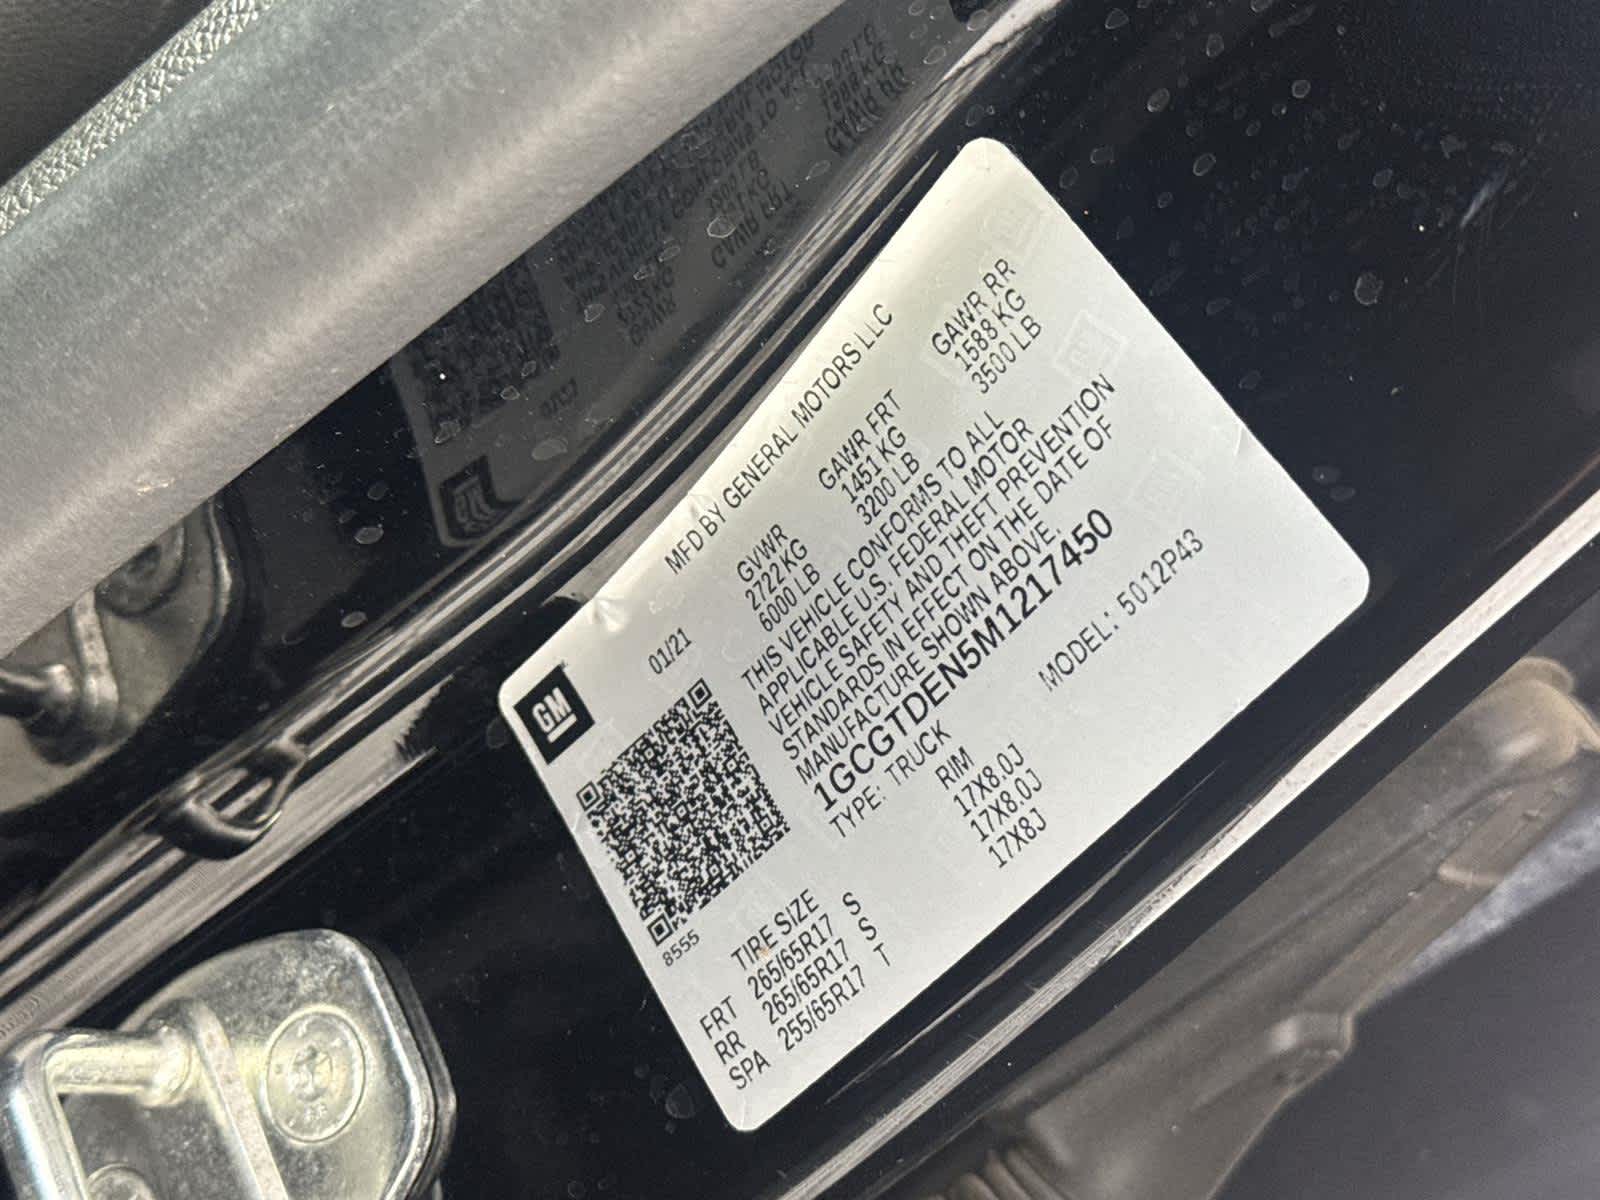 GM
MFD BY GENERAL MOTORS LLC
01/21
GVWR GAWR FRT GAWR RR
2722 KG 1451 KG 1588 KG
6000 LB 3200 LB 3500 LB
THIS VEHICLE CONFORMS TO ALL
APPLICABLE U.S. FEDERAL MOTOR
VEHICLE SAFETY AND THEFT PREVENTION
STANDARDS IN EFFECT ON THE DATE OF
MANUFACTURE SHOWN ABOVE.
1GCGTDEN5M1217450
TYPE: TRUCK MODEL: 5012P43
8555
TIRE SIZE RIM
FRT 265/65R17 S 17X8.0J
RR 265/65R17 S 17X8.0J
SPA 255/65R17 T 17X8J